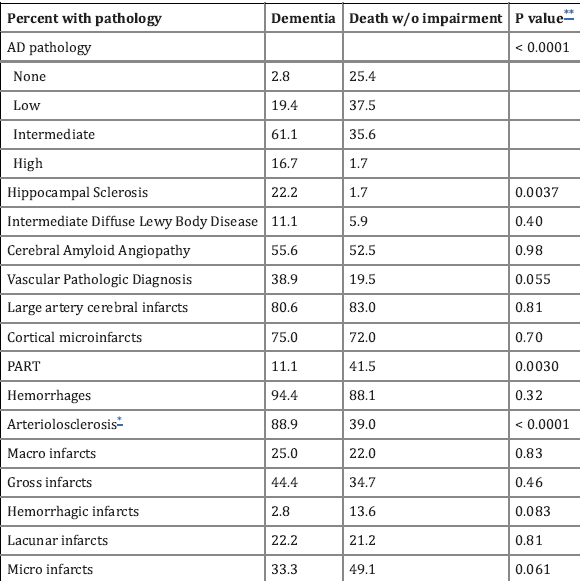 Percent with pathology Dementia Death w/o impairment P value**
AD pathology < 0.0001
None 2.8 25.4
Low 19.4 37.5
Intermediate 61.1 35.6
High 16.7 1.7
Hippocampal Sclerosis 22.2 1.7 0.0037
Intermediate Diffuse Lewy Body Disease 11.1 5.9 0.40
Cerebral Amyloid Angiopathy 55.6 52.5 0.98
Vascular Pathologic Diagnosis 38.9 19.5 0.055
Large artery cerebral infarcts 80.6 83.0 0.81
Cortical microinfarcts 75.0 72.0 0.70
PART 11.1 41.5 0.0030
Hemorrhages 94.4 88.1 0.32
Arteriolosclerosis* 88.9 39.0 < 0.0001
Macro infarcts 25.0 22.0 0.83
Gross infarcts 44.4 34.7 0.46
Hemorrhagic infarcts 2.8 13.6 0.083
Lacunar infarcts 22.2 21.2 0.81
Micro infarcts 33.3 49.1 0.061